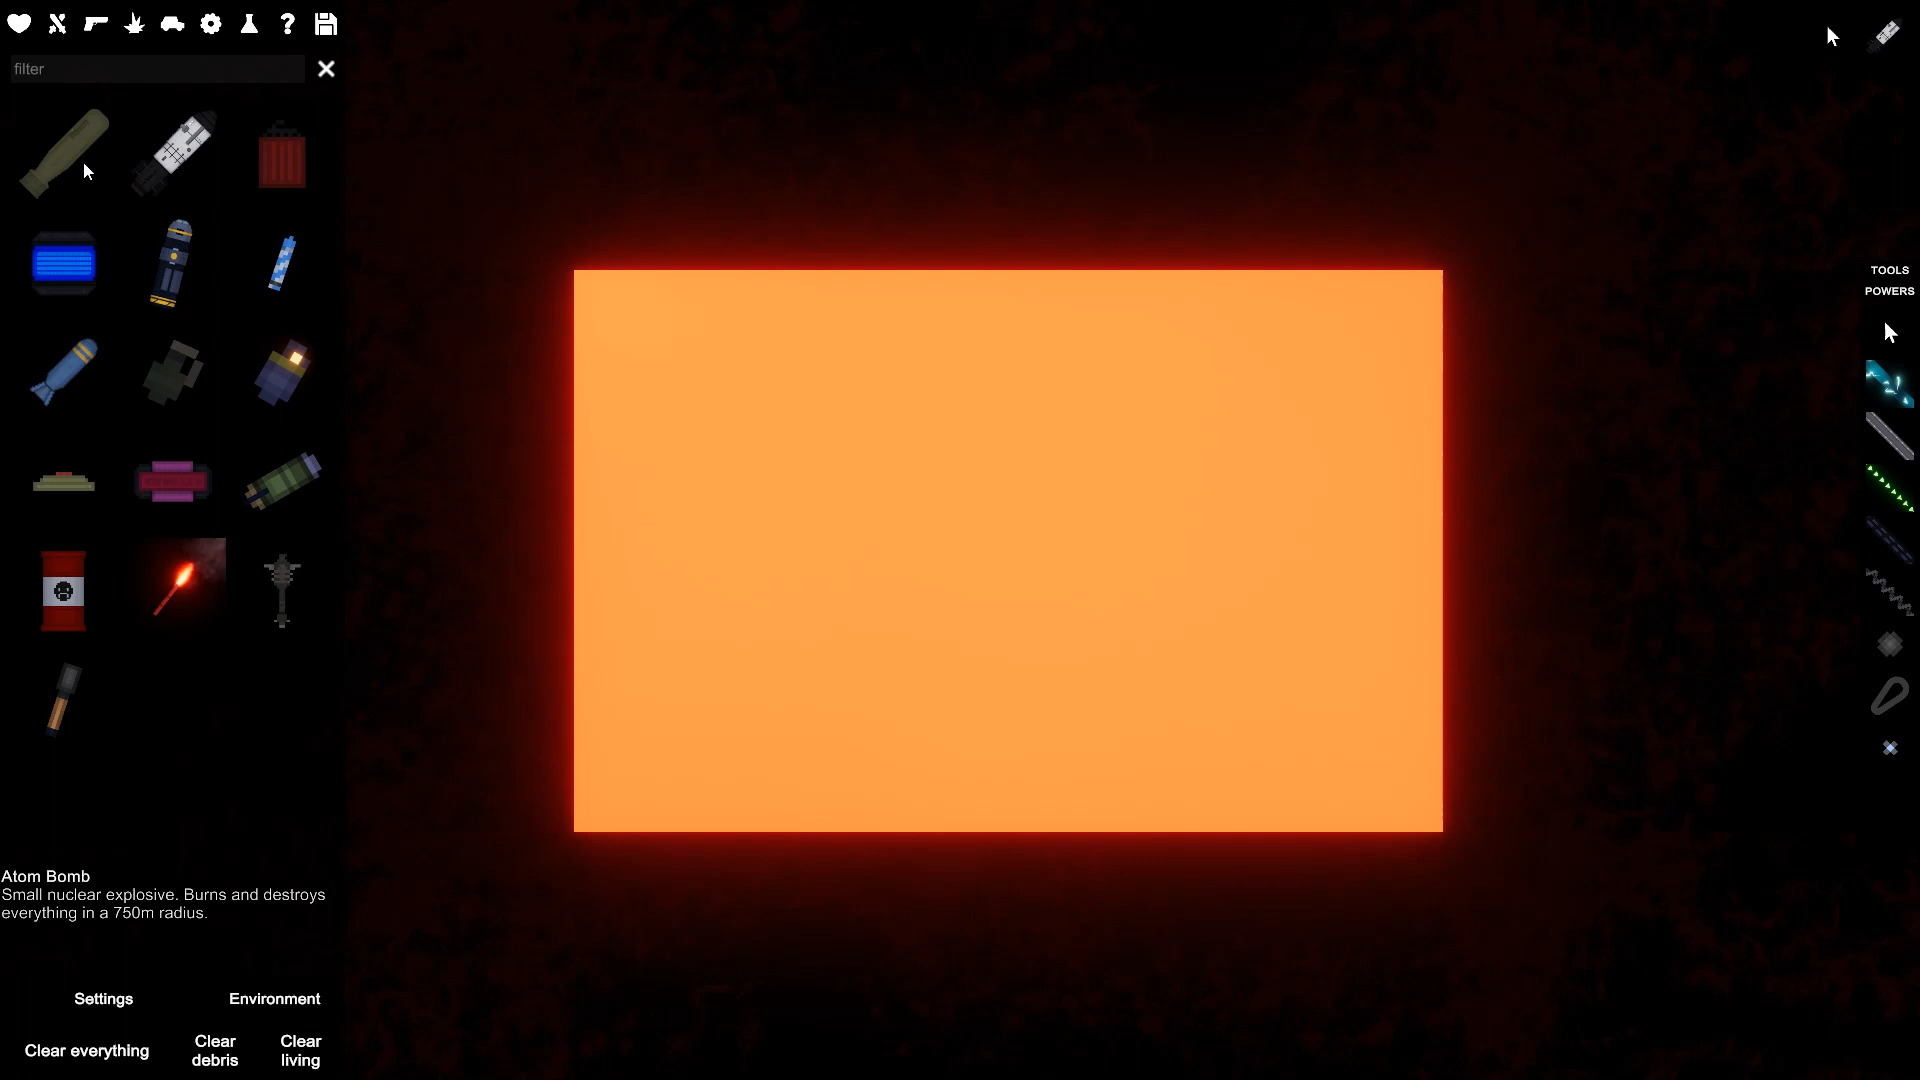 filter
TOOLS
POWERS
Atom Bomb
Small nuclear explosive. Burns and destroys
everything in a 750m radius.
Settings
Environment
Clear everything
Clear
debris
Clear
living